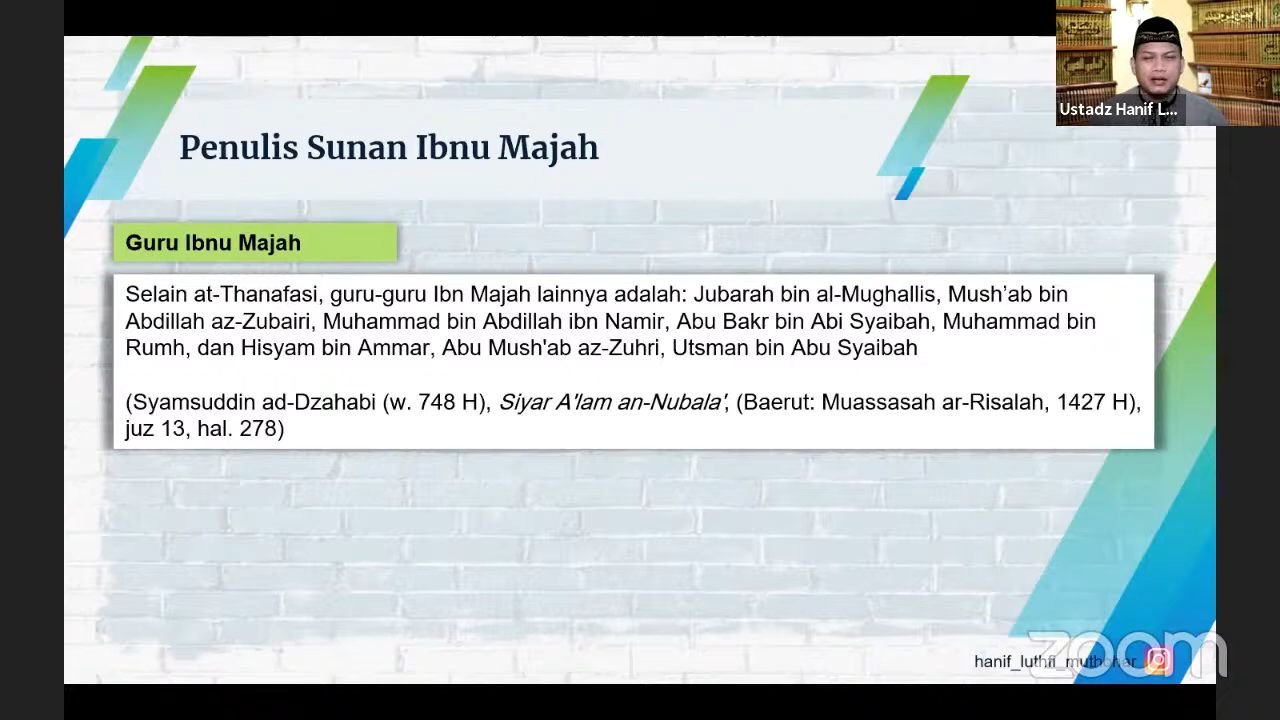 Ustadz Hanif L...
Penulis Sunan Ibnu Majah
Guru Ibnu Majah
Selain at-Thanafasi, guru-guru Ibn Majah lainnya adalah: Jubarah bin al-Mughallis, Mush’ab bin
Abdillah az-Zubairi, Muhammad bin Abdillah ibn Namir, Abu Bakr bin Abi Syaibah, Muhammad bin
Rumh, dan Hisyam bin Ammar, Abu Mush'ab az-Zuhri, Utsman bin Abu Syaibah
(Syamsuddin ad-Dzahabi (w. 748 H), Siyar A'lam an-Nubala', (Baerut: Muassasah ar-Risalah, 1427 H),
juz 13, hal. 278)
hanif_luthfi_muthohar
zoom